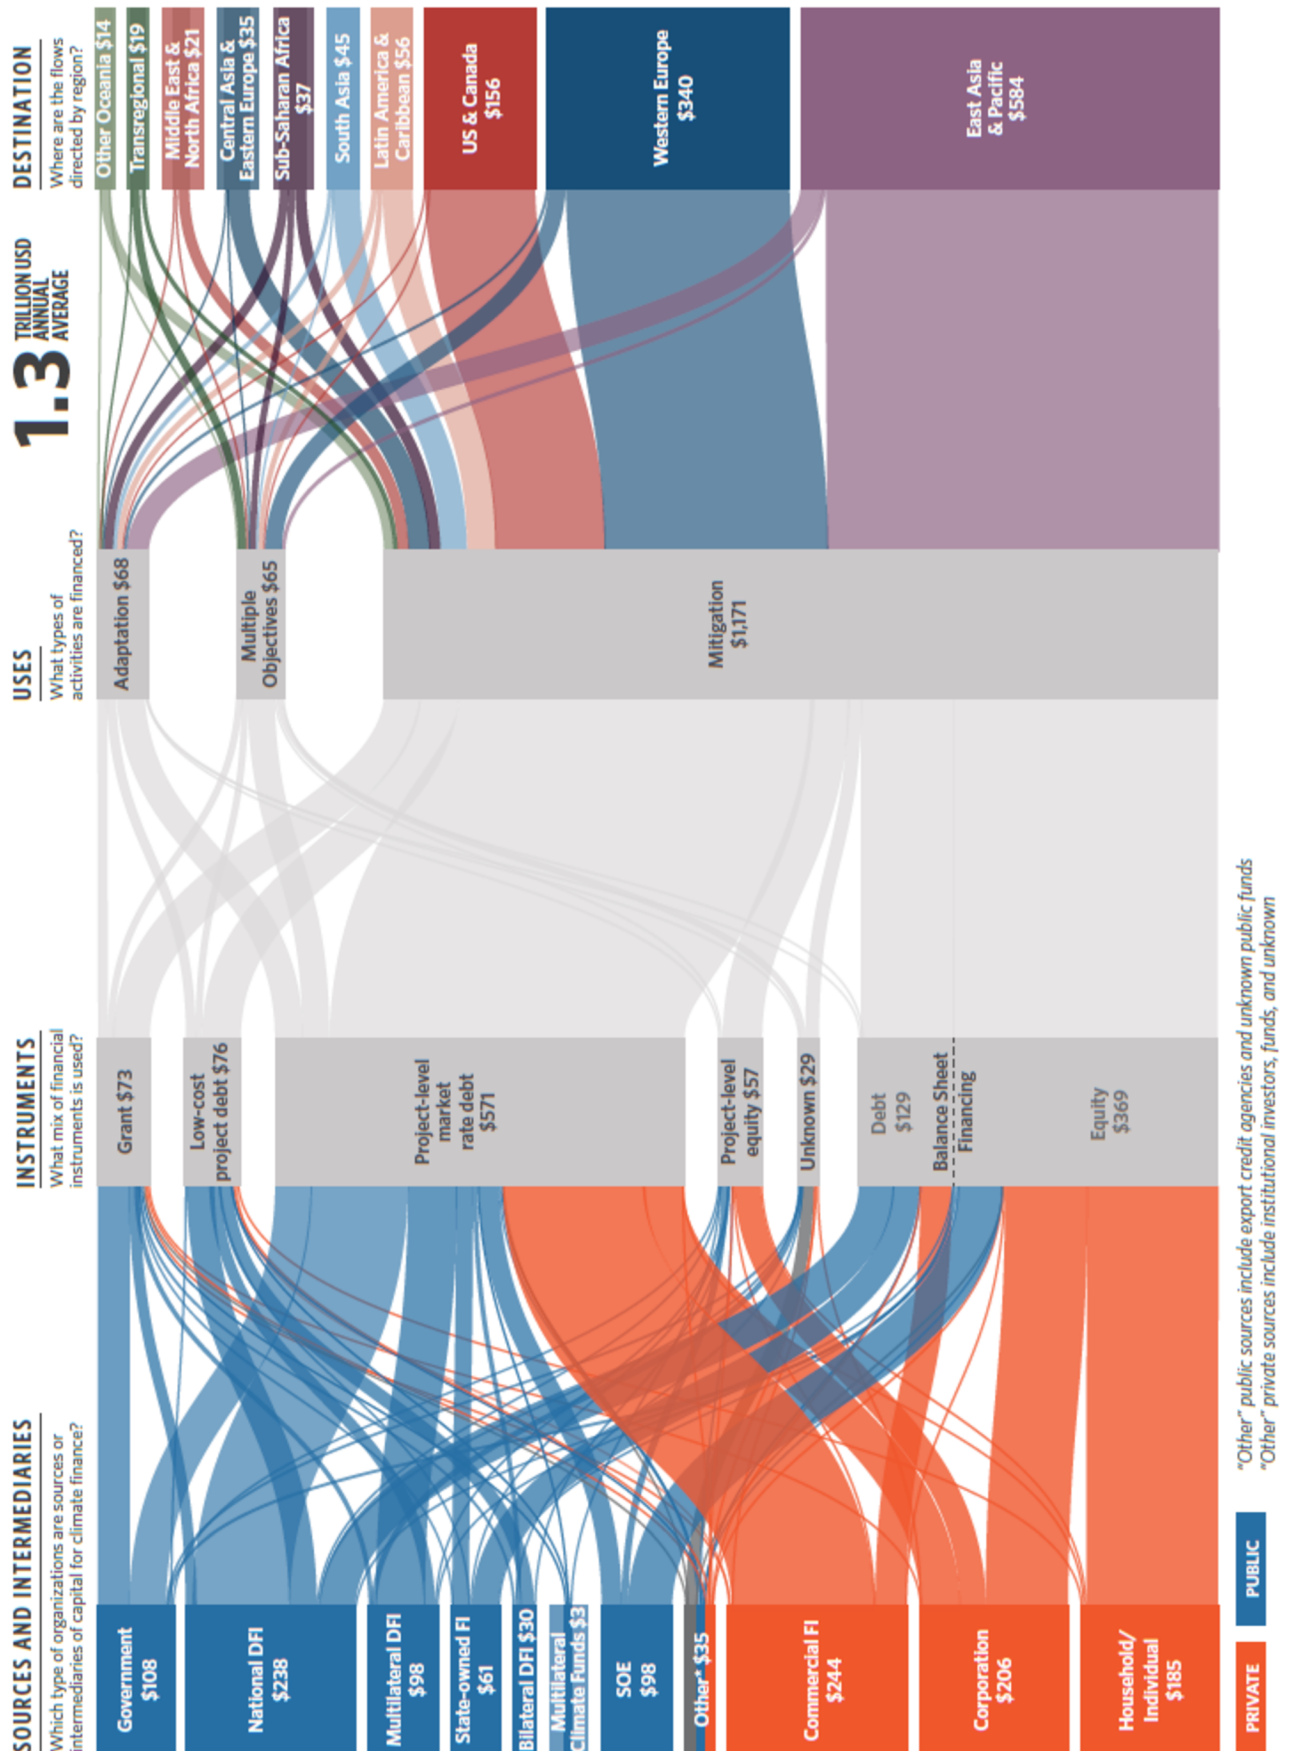 SOURCES AND INTERMEDIARIES
Which type of organizations are sources or
intermediaries of capital for climate finance?
INSTRUMENTS
What mix of financial
instruments is used?
USES
What types of
activities are financed?
1.3
TRILLION USD
ANNUAL
AVERAGE
DESTINATION
Where are the flows
directed by region?
Government
$108
National DFI
$238
Multilateral DFI
$98
State-owned FI
$61
Bilateral DFI $30
Multilateral
Climate Funds $3
SOE
$98
Other* $35
Commercial FI
$244
Corporation
$206
Household/
Individual
$185
Grant $73
Low-cost
project debt $76
Project-level
market
rate debt
$571
Project-level
equity $57
Unknown $29
Debt
$129
Balance Sheet
Financing
Equity
$369
Adaptation $68
Multiple
Objectives $65
Mitigation
$1,171
Other Oceania $14
Transregional $19
Middle East &
North Africa $21
Central Asia &
Eastern Europe $35
Sub-Saharan Africa
$37
South Asia $45
Latin America &
Caribbean $56
US & Canada
$156
Western Europe
$340
East Asia
& Pacific
$584
PRIVATE
PUBLIC
"Other" public sources include export credit agencies and unknown public funds
"Other" private sources include institutional investors, funds, and unknown